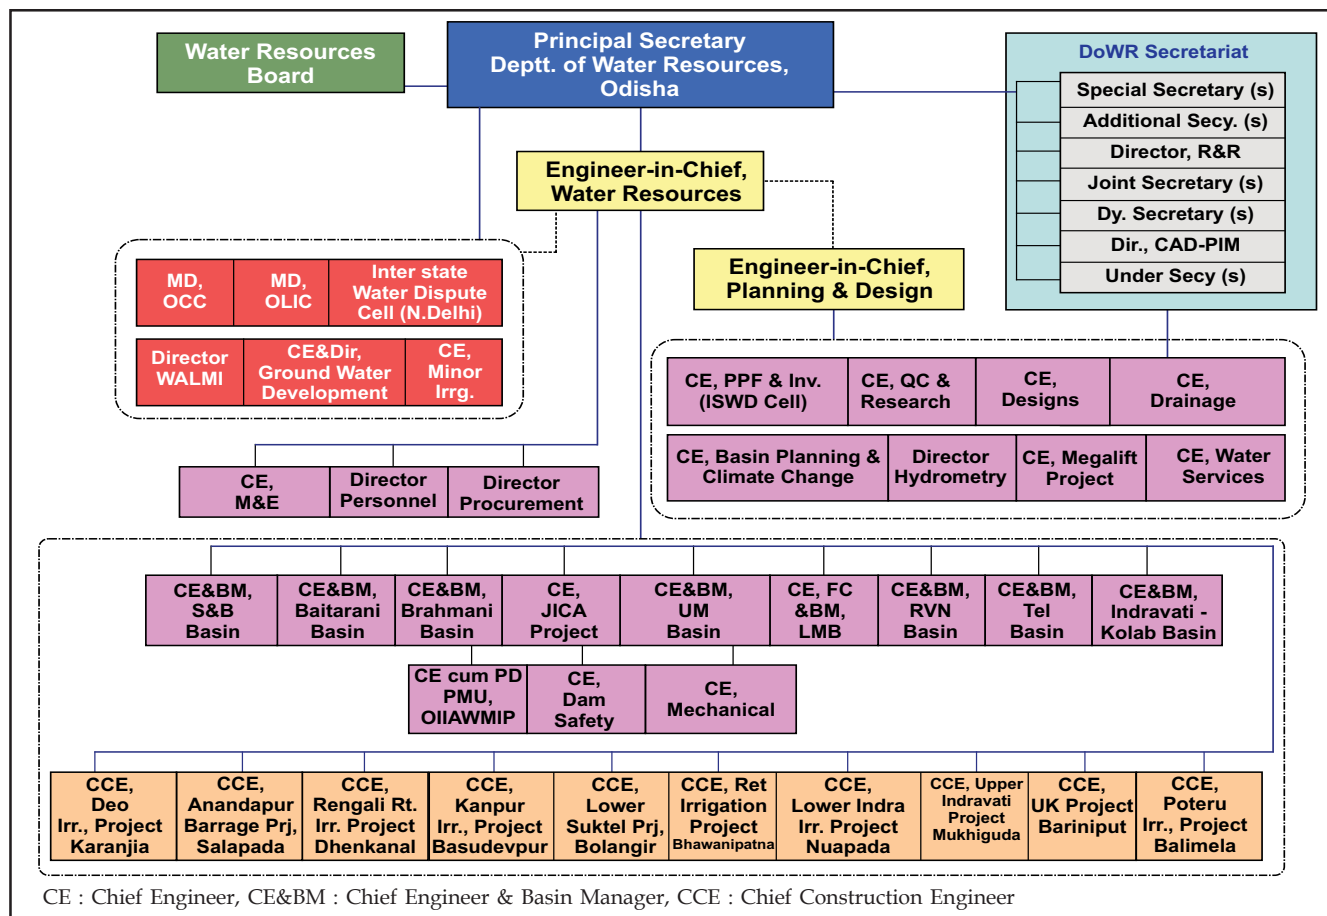 Water Resources
Board
Principal Secretary
Deptt. of Water Resources,
Odisha
DoWR Secretariat
Special Secretary (s)
Additional Secy. (s)
Director, R&R
Joint Secretary (s)
Dy. Secretary (s)
Dir., CAD-PIM
Under Secy (s)
Engineer-in-Chief,
Water Resources
Engineer-in-Chief,
Planning & Design
MD,
OCC
MD,
OLIC
Inter state
Water Dispute
Cell (N.Delhi)
Director
WALMI
CE&Dir,
Ground Water
Development
CE,
Minor
Irrg.
CE, PPF & Inv.
(ISWD Cell)
CE, QC &
Research
CE,
Designs
CE,
Drainage
CE, Basin Planning &
Climate Change
Director
Hydrometry
CE, Megalift
Project
CE, Water
Services
CE,
M&E
Director
Personnel
Director
Procurement
CE&BM,
S&B
Basin
CE&BM,
Baitarani
Basin
CE&BM,
Brahmani
Basin
CE,
JICA
Project
CE&BM,
UM
Basin
CE, FC
&BM,
LMB
CE&BM,
RVN
Basin
CE&BM,
Tel
Basin
CE&BM,
Indravati -
Kolab Basin
CE cum PD
PMU,
OIIAWMIP
CE,
Dam
Safety
CE,
Mechanical
CCE,
Deo
Irr., Project
Karanjia
CCE,
Anandapur
Barrage Prj,
Salapada
CCE,
Rengali Rt.
Irr. Project
Dhenkanal
CCE,
Kanpur
Irr., Project
Basudevpur
CCE,
Lower
Suktel Prj,
Bolangir
CCE, Ret
Irrigation
Project
Bhawanipatna
CCE,
Lower Indra
Irr. Project
Nuapada
CCE, Upper
Indravati
Project
Mukhiguda
CCE,
UK Project
Bariniput
CCE,
Poteru
Irr., Project
Balimela
CE : Chief Engineer, CE&BM : Chief Engineer & Basin Manager, CCE : Chief Construction Engineer